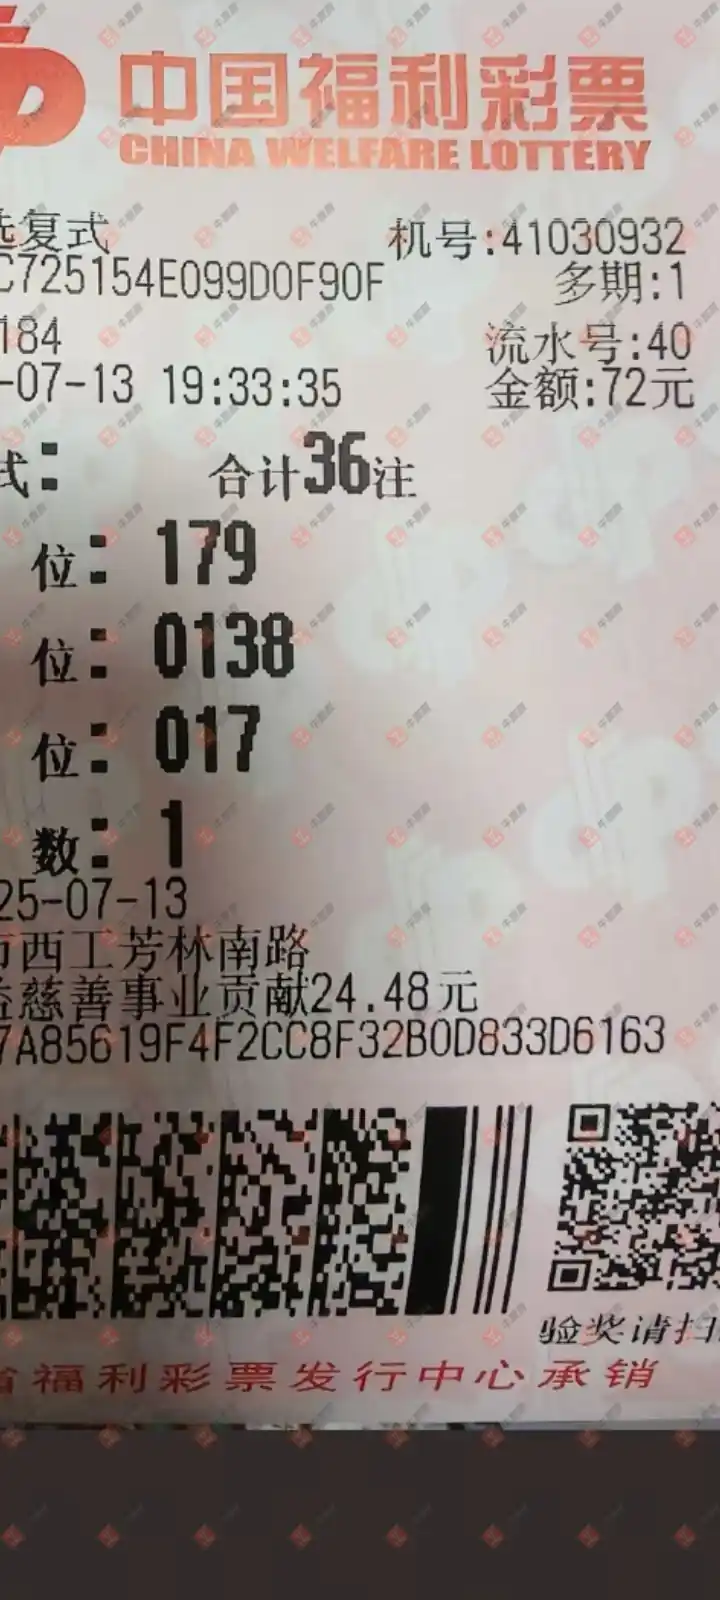 中国福利彩票
CHINA WELFARE LOTTERY
选复式 机号:41030932
C725154E099D0F90F 多期:1
184 流水号:40
-07-13 19:33:35 金额:72元
式: 合计36注
位: 179
位: 0138
位: 017
数: 1
25-07-13
市西工芳林南路
益慈善事业贡献24.48元
7A85619F4F2CC8F32B0D833D6163
验奖请扫
省福利彩票发行中心承销